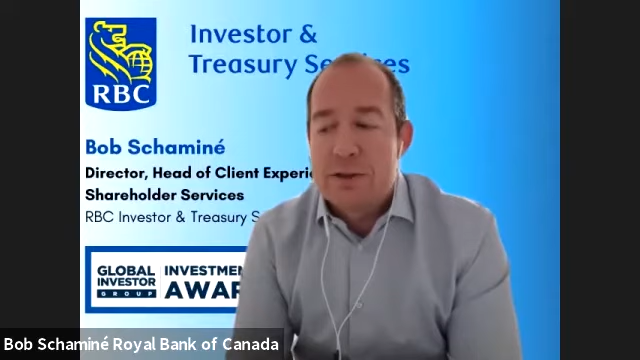 RBC
Investor &
Treasury Services
Bob Schaminé
Director, Head of Client Experi
Shareholder Services
RBC Investor & Treasury S
GLOBAL
INVESTOR
GROUP
INVESTMEN
AWAR
Bob Schaminé Royal Bank of Canada